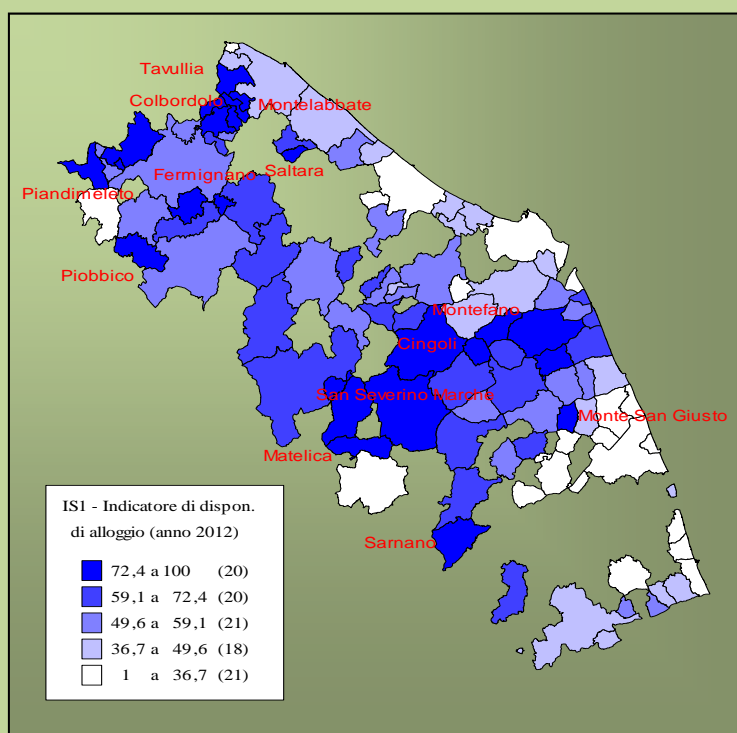 Tavullia
Colbordolo
Montelabbate
Fermignano
Saltara
Piandimeleto
Piobbico
Montefano
Cingoli
San Severino Marche
Monte San Giusto
Matelica
Sarnano
IS1 - Indicatore di dispon.
di alloggio (anno 2012)
72,4 a 100 (20)
59,1 a 72,4 (20)
49,6 a 59,1 (21)
36,7 a 49,6 (18)
1 a 36,7 (21)